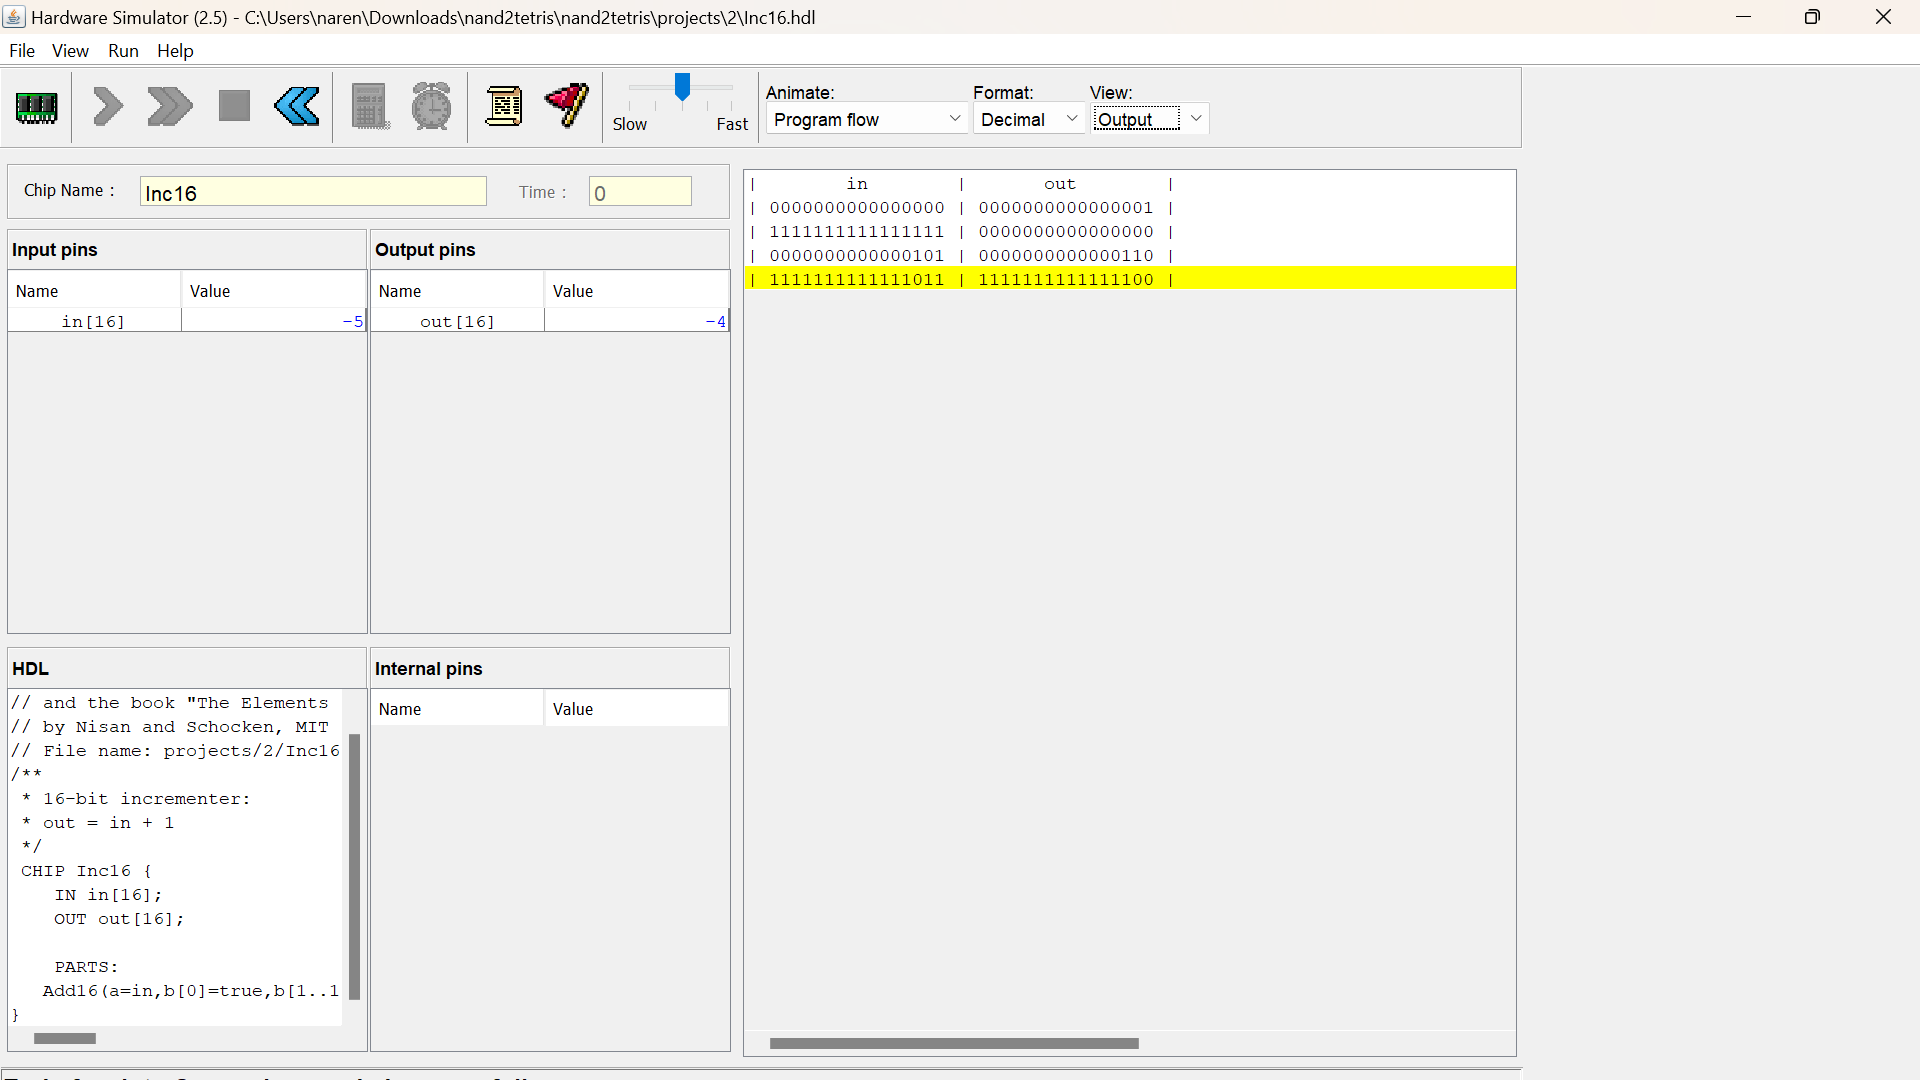 Hardware Simulator (2.5) - C:\Users\naren\Downloads\nand2tetris\nand2tetris\projects\2\Inc16.hdl
File View Run Help
Slow Fast
Animate: Format: View:
Program flow Decimal Output
Chip Name : Inc16 Time : 0
Input pins
Name Value
in[16] -5
Output pins
Name Value
out[16] -4
HDL
// and the book "The Elements
// by Nisan and Schocken, MIT
// File name: projects/2/Inc16
/**
* 16-bit incrementer:
* out = in + 1
*/
CHIP Inc16 {
IN in[16];
OUT out[16];
PARTS:
Add16(a=in,b[0]=true,b[1..1
}
Internal pins
Name Value
| in | out |
| 0000000000000000 | 0000000000000001 |
| 1111111111111111 | 0000000000000000 |
| 0000000000000101 | 0000000000000110 |
| 1111111111111011 | 1111111111111100 |